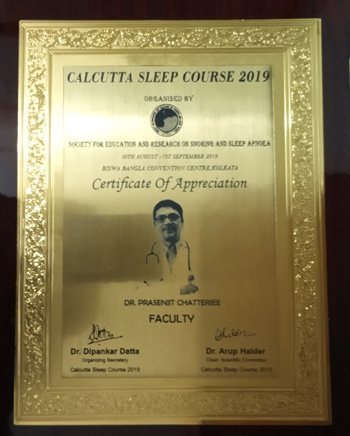 CALCUTTA SLEEP COURSE 2019
ORGANISED BY
SOCIETY FOR EDUCATION AND RESEARCH ON SNORING AND SLEEP APNOEA
30TH AUGUST - 1ST SEPTEMBER 2019
BISWA BANGLA CONVENTION CENTRE, KOLKATA
Certificate Of Appreciation
DR. PRASENJIT CHATTERJEE
FACULTY
Dr. Dipankar Datta Dr. Arup Halder
Organizing Secretary Chair Scientific Committee
Calcutta Sleep Course 2019 Calcutta Sleep Course 2019